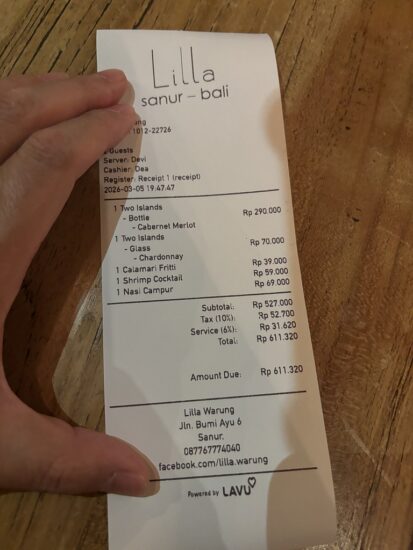 Lilla
sanur - bali
1012-22726
Guests
Server: Devi
Cashier: Dea
Register: Receipt 1 (receipt)
2026-03-05 19.47.47
1 Two Islands Rp 290.000
- Bottle
- Cabernet Merlot
1 Two Islands Rp 70.000
- Glass
- Chardonnay
1 Calamari Fritti Rp 39.000
1 Shrimp Cocktail Rp 59.000
1 Nasi Campur Rp 69.000
Subtotal: Rp 527.000
Tax (10%): Rp 52.700
Service (6%): Rp 31.620
Total: Rp 611.320
Amount Due: Rp 611.320
Lilla Warung
Jln. Bumi Ayu 6
Sanur.
087767774040
facebook.com/lilla.warung
Powered by LAVU